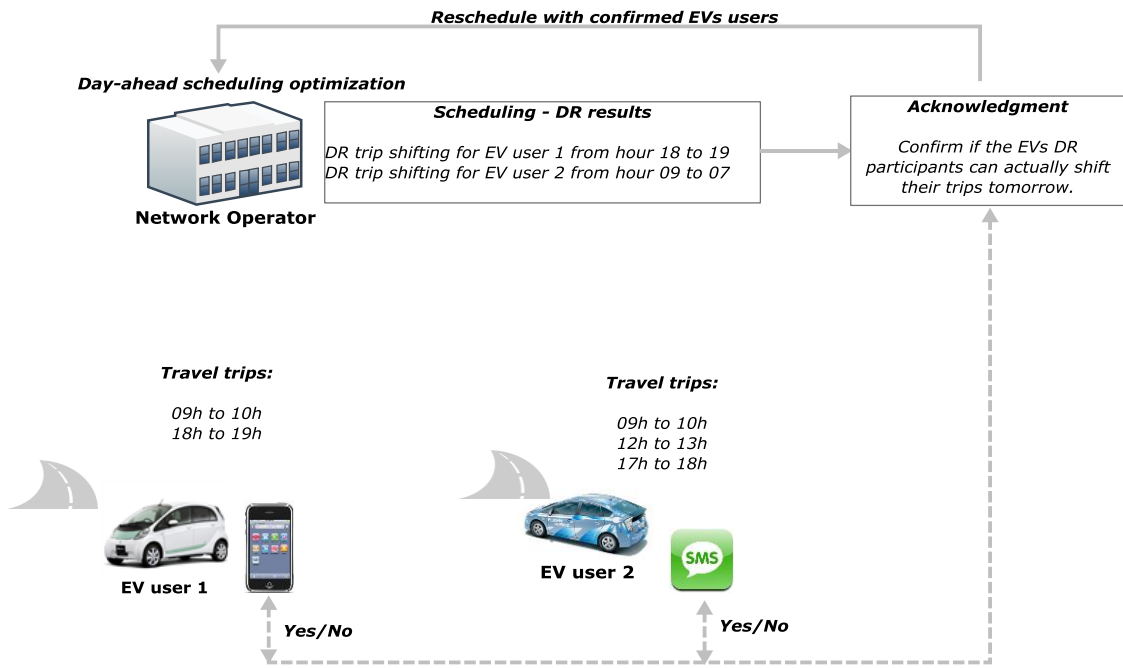 Reschedule with confirmed EVs users
Day-ahead scheduling optimization
Network Operator
Scheduling - DR results
DR trip shifting for EV user 1 from hour 18 to 19
DR trip shifting for EV user 2 from hour 09 to 07
Acknowledgment
Confirm if the EVs DR
participants can actually shift
their trips tomorrow.
Travel trips:
09h to 10h
18h to 19h
EV user 1
Yes/No
Travel trips:
09h to 10h
12h to 13h
17h to 18h
EV user 2
SMS
Yes/No